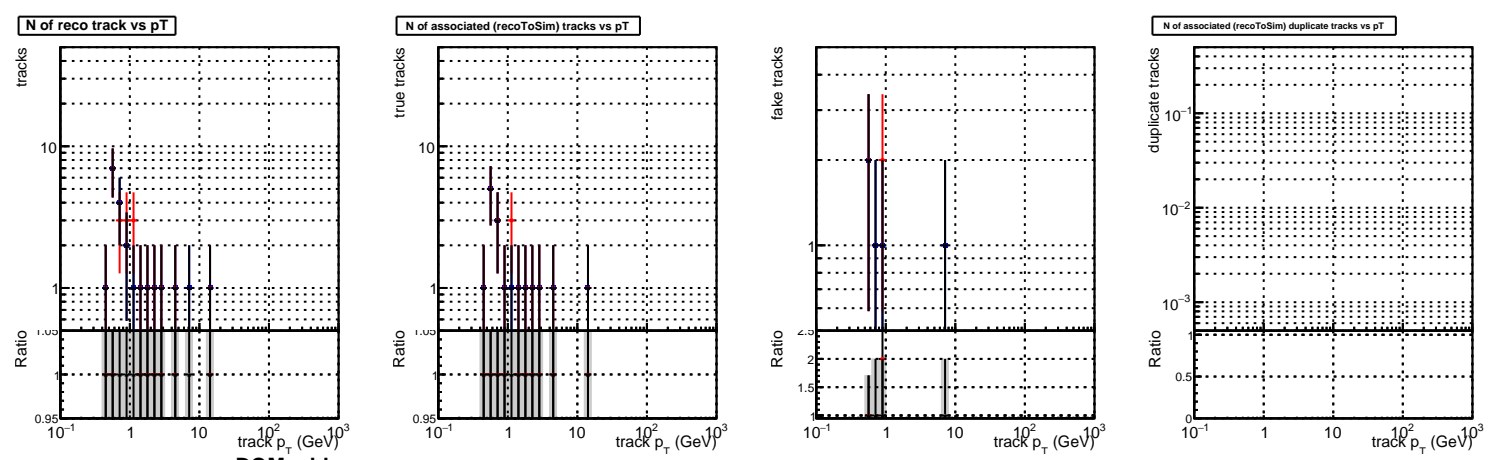 N of reco track vs pT
tracks
10
1
1.05
Ratio
1
0.95
10⁻¹ 1 10 10² 10³
track p_T (GeV)
N of associated (recoToSim) tracks vs pT
true tracks
10
1
1.05
Ratio
1
0.95
10⁻¹ 1 10 10² 10³
track p_T (GeV)
fake tracks
1
2.5
Ratio
2
1.5
1
10⁻¹ 1 10 10² 10³
track p_T (GeV)
N of associated (recoToSim) duplicate tracks vs pT
duplicate tracks
10⁻¹
10⁻²
10⁻³
Ratio
1
0.5
0
10⁻¹ 1 10 10² 10³
track p_T (GeV)